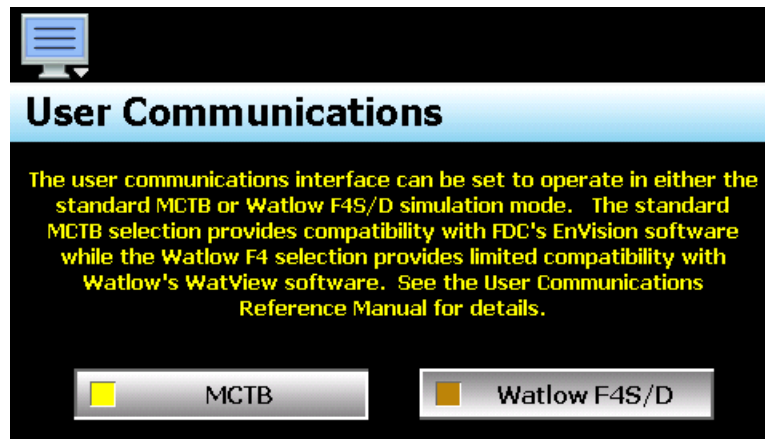 User Communications
The user communications interface can be set to operate in either the
standard MCTB or Watlow F4S/D simulation mode. The standard
MCTB selection provides compatibility with FDC's EnVision software
while the Watlow F4 selection provides limited compatibility with
Watlow's WatView software. See the User Communications
Reference Manual for details.
MCTB
Watlow F4S/D